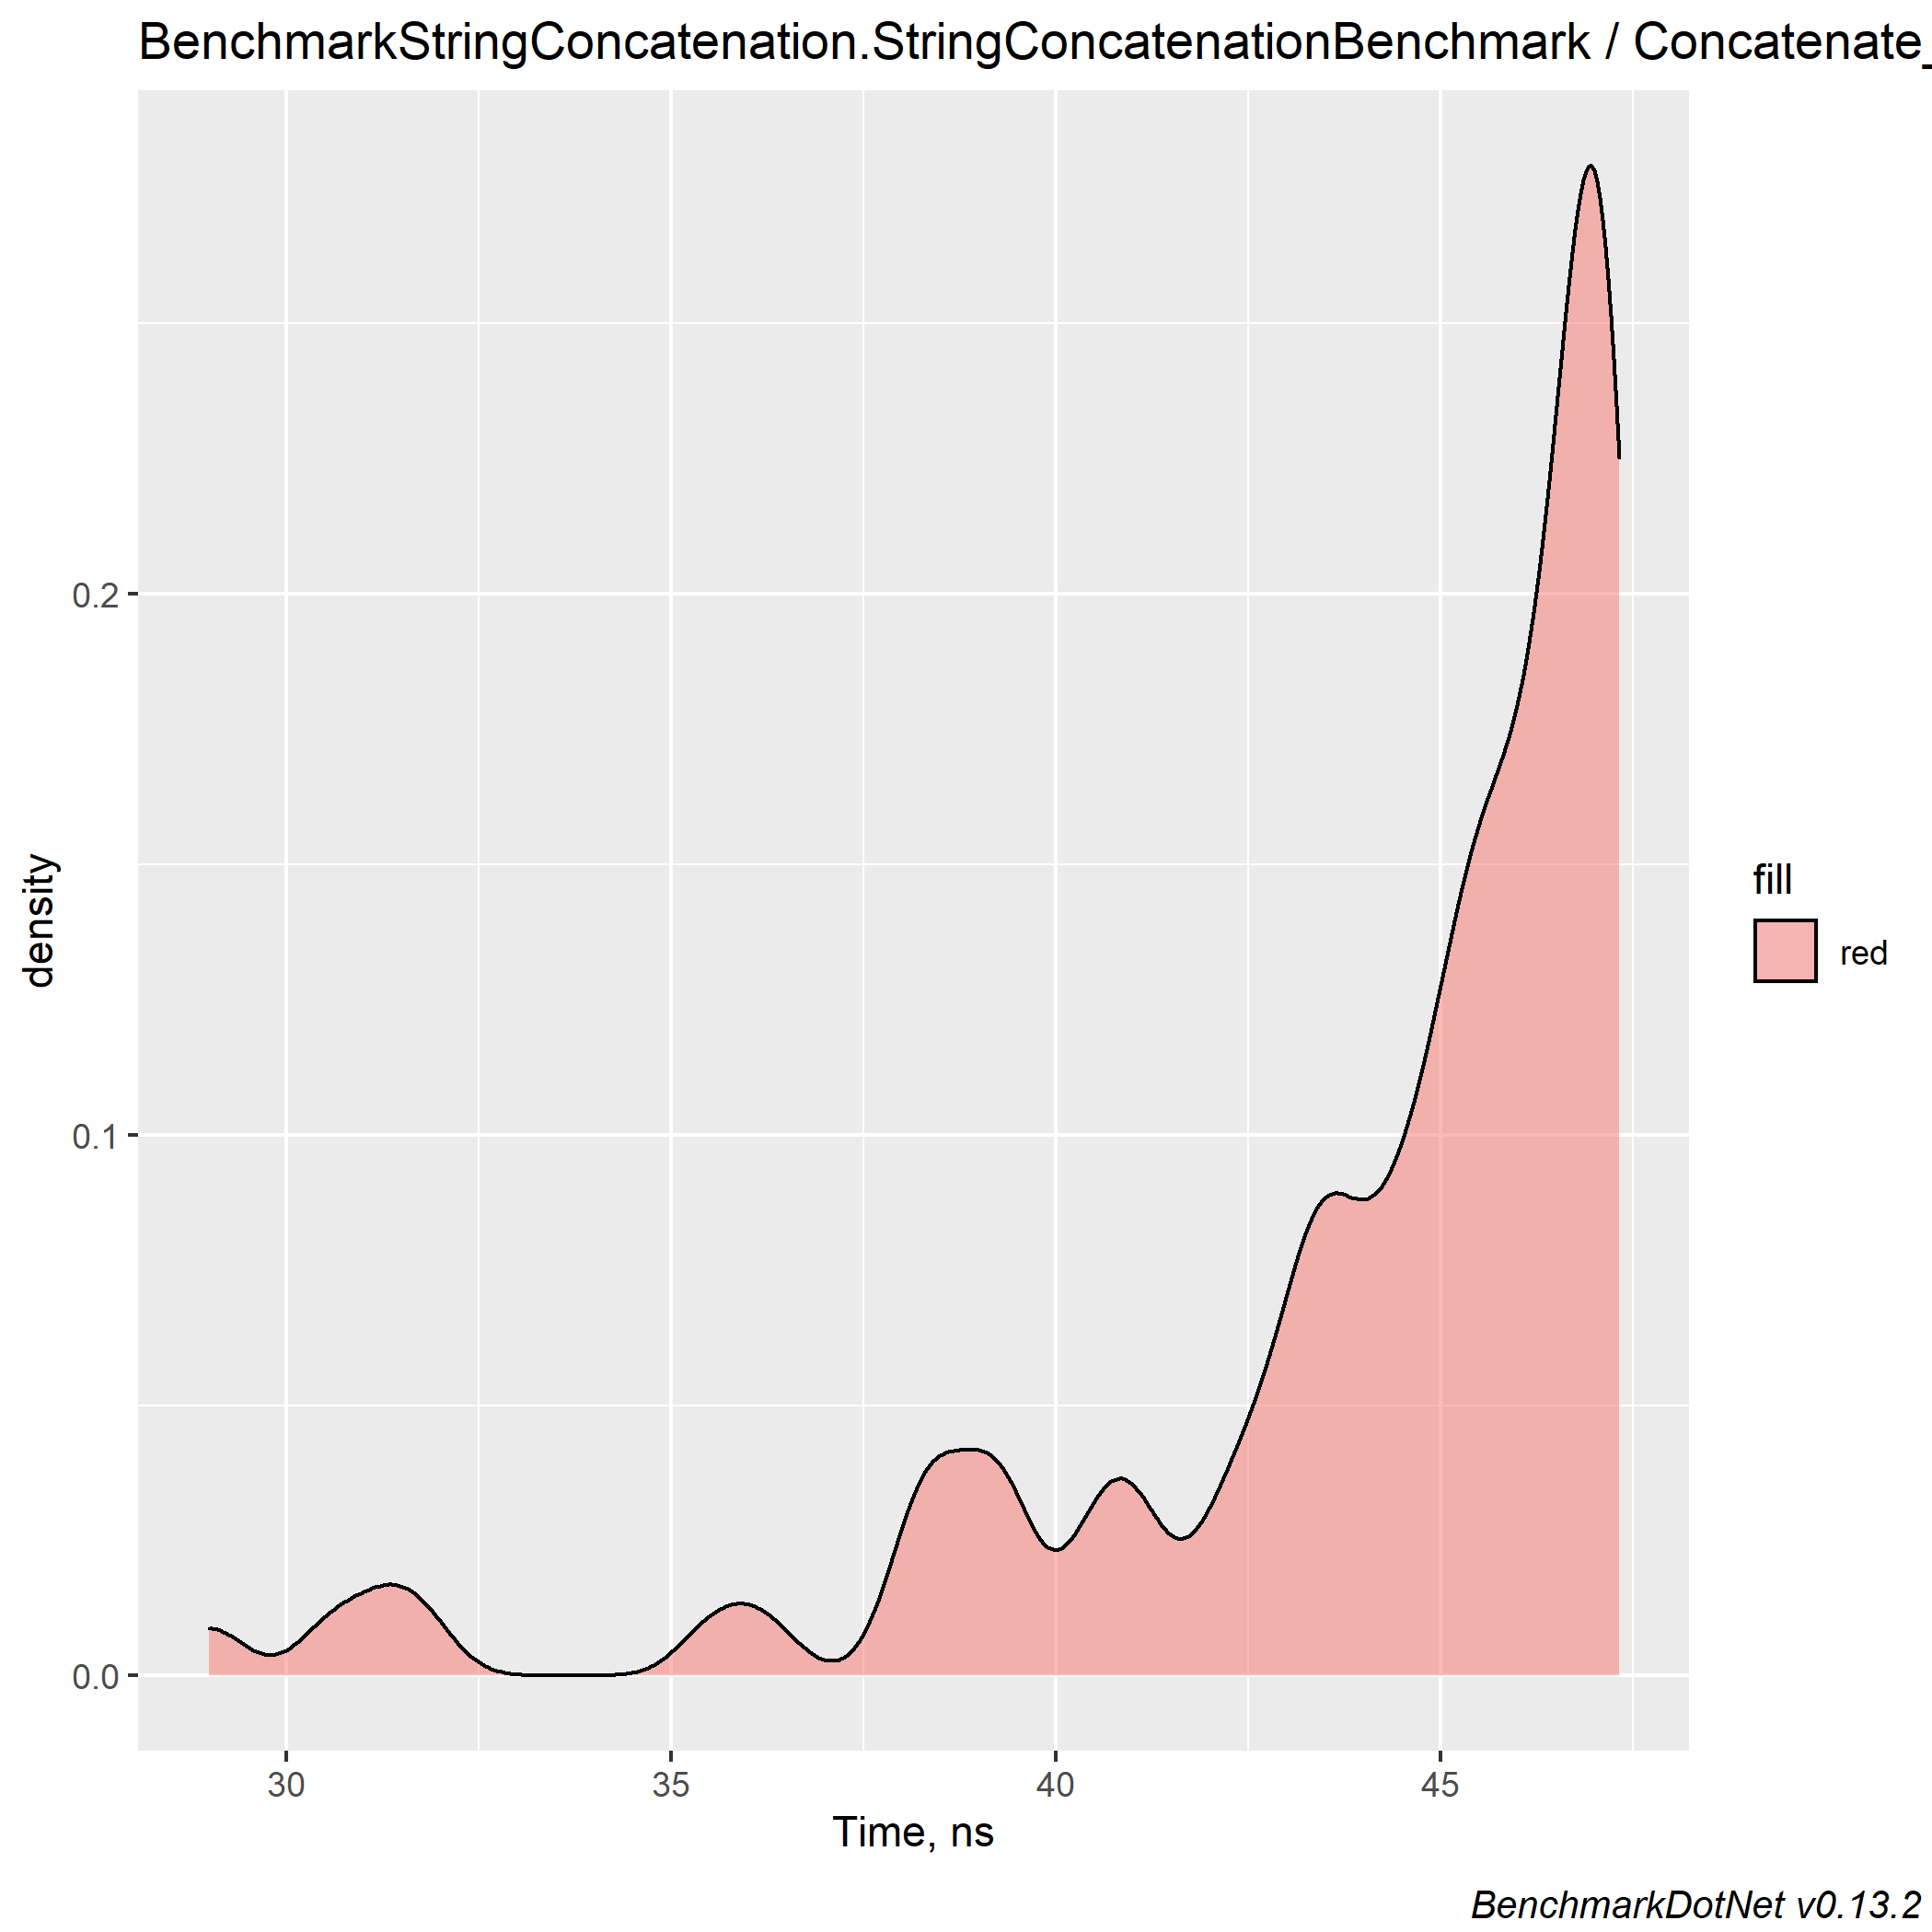 BenchmarkStringConcatenation.StringConcatenationBenchmark / Concatenate_
density
0.2
0.1
0.0
30 35 40 45
Time, ns
fill
red
BenchmarkDotNet v0.13.2